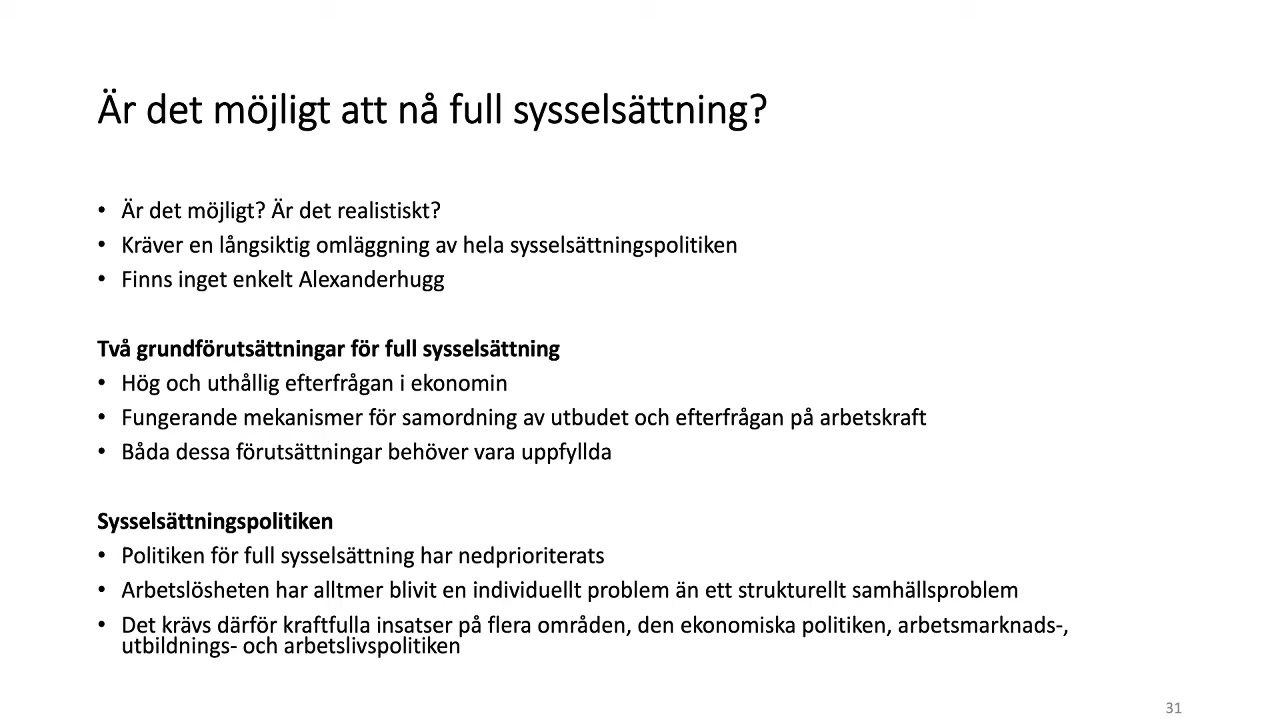 Är det möjligt att nå full sysselsättning?
• Är det möjligt? Är det realistiskt?
• Kräver en långsiktig omläggning av hela sysselsättningspolitiken
• Finns inget enkelt Alexanderhugg
Två grundförutsättningar för full sysselsättning
• Hög och uthållig efterfrågan i ekonomin
• Fungerande mekanismer för samordning av utbudet och efterfrågan på arbetskraft
• Båda dessa förutsättningar behöver vara uppfyllda
Sysselsättningspolitiken
• Politiken för full sysselsättning har nedprioriterats
• Arbetslösheten har alltmer blivit en individuellt problem än ett strukturellt samhällsproblem
• Det krävs därför kraftfulla insatser på flera områden, den ekonomiska politiken, arbetsmarknads-,
utbildnings- och arbetslivspolitiken
31